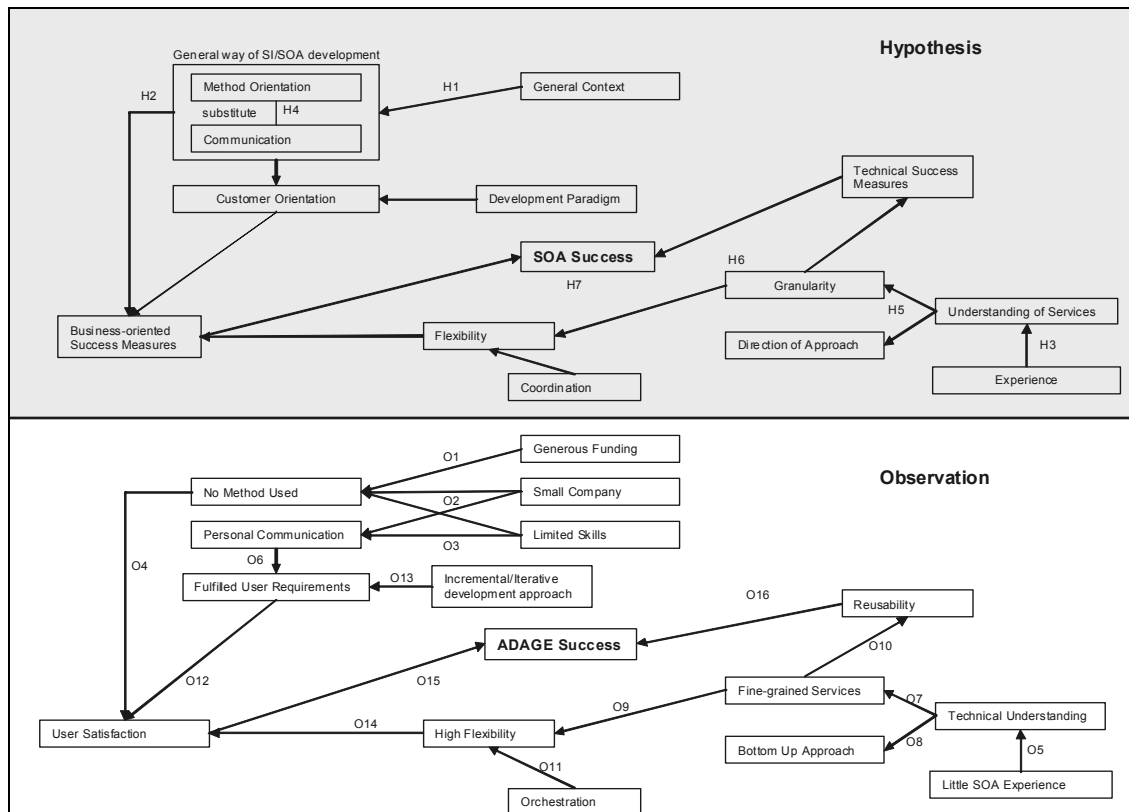 General way of SI/SOA development
Hypothesis
Method Orientation
H2
H1
General Context
substitute
H4
Communication
Technical Success
Measures
Customer Orientation
Development Paradigm
SOA Success
H6
H7
Granularity
Business-oriented
Success Measures
Flexibility
H5
Understanding of Services
Direction of Approach
H3
Coordination
Experience
Generous Funding
O1
Observation
No Method Used
Small Company
O2
Personal Communication
Limited Skills
O3
O4
O6
Fulfilled User Requirements
O13
Incremental/Iterative
development approach
O16
Reusability
ADAGE Success
O10
O12
O15
Fine-grained Services
O7
O9
Technical Understanding
User Satisfaction
O14
High Flexibility
Bottom Up Approach
O8
O5
O11
Little SOA Experience
Orchestration